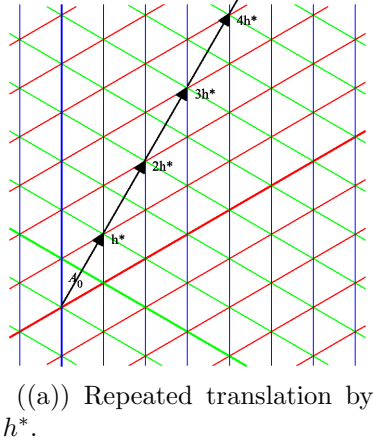 4h*
3h*
2h*
h*
A0
((a)) Repeated translation by
h*.